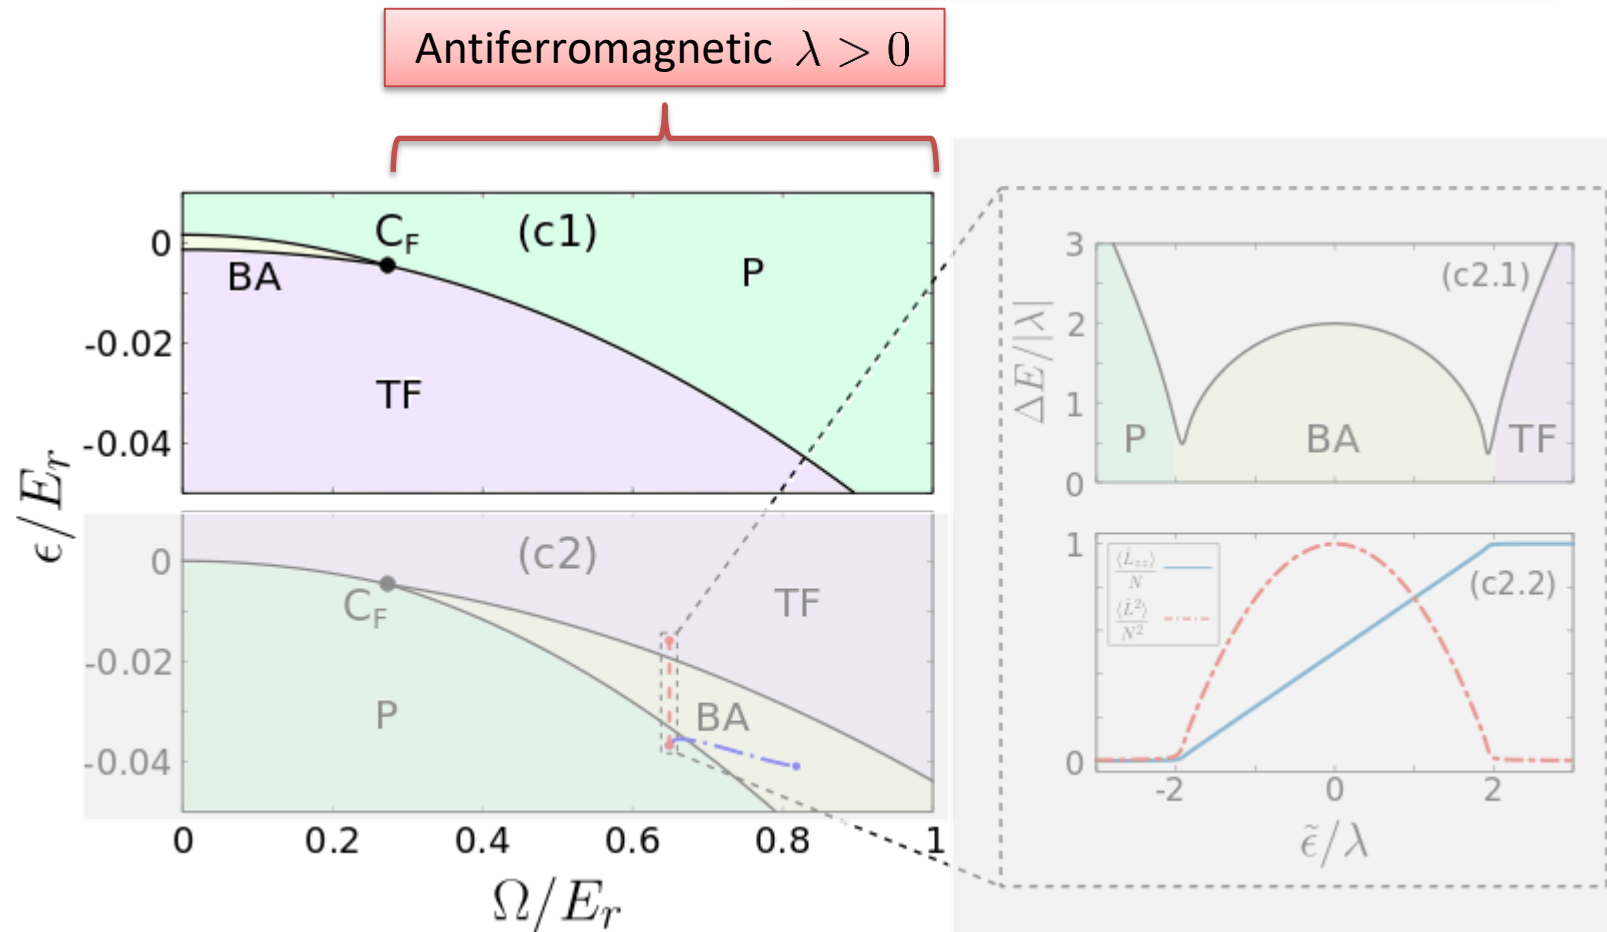 Antiferromagnetic λ > 0
C_F (c1)
P
BA
TF
0
-0.02
-0.04
ϵ/E_r
(c2)
TF
C_F
P
BA
0
-0.02
-0.04
0 0.2 0.4 0.6 0.8 1
Ω/E_r
(c2.1)
ΔE/|λ|
3
2
1
0
P BA TF
⟨L̂_zz⟩/N
⟨L̂²⟩/N²
(c2.2)
1
0
-2 0 2
ϵ̃/λ